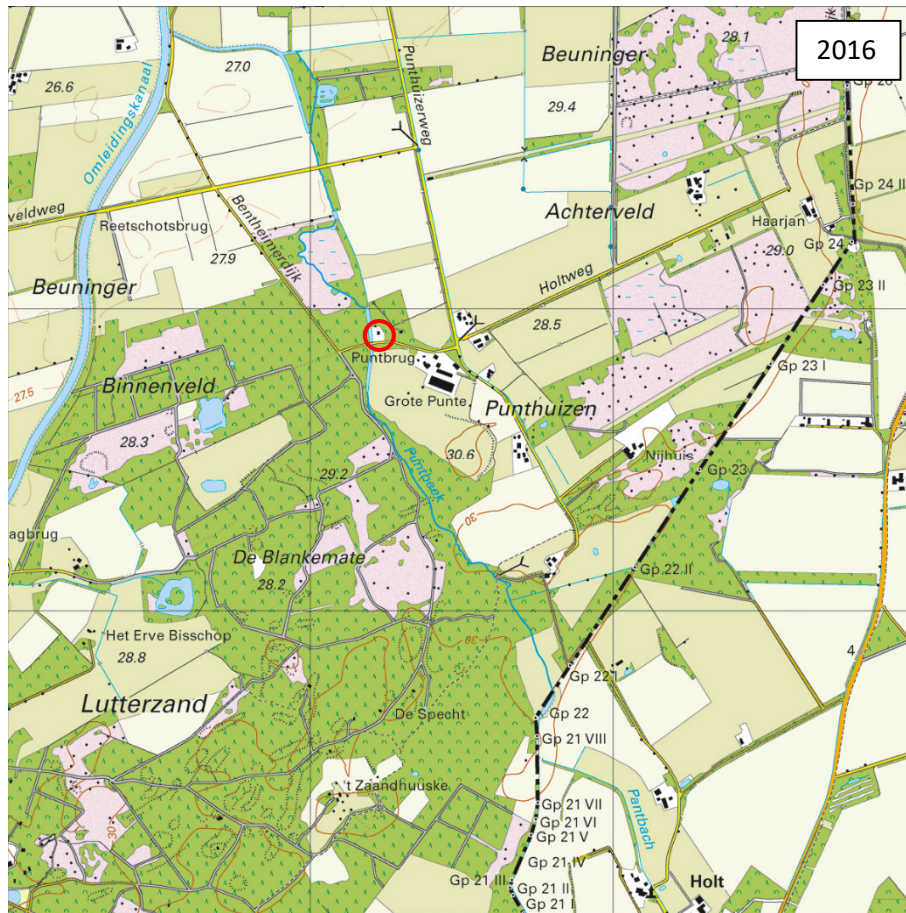 2016
28.1
Beuninger
27.0
26.6
29.4
Punthuizerweg
Omleidingskanaal
Gp 24 II
Achterveld
Haarjan
veldweg
Reetschotsbrug
Benthermerdijk
Gp 24
29.0
27.9
Holtweg
Beuninger
Gp 23 II
28.5
Puntbrug
Gp 23 I
Binnenveld
27.5
Grote Punte
Punthuizen
28.3
30.6
Nijhuis
29.2
Puntbeek
Gp 23
30
agbrug
De Blankemate
28.2
Gp 22 II
Het Erve Bisschop
30
28.8
4
Gp 22 I
Lutterzand
De Specht
Gp 22
Gp 21 VIII
't Zaandhuuske
Gp 21 VII
Gp 21 VI
Gp 21 V
30
Pantbach
Gp 21 IV
Gp 21 III
Holt
Gp 21 II
Gp 21 I